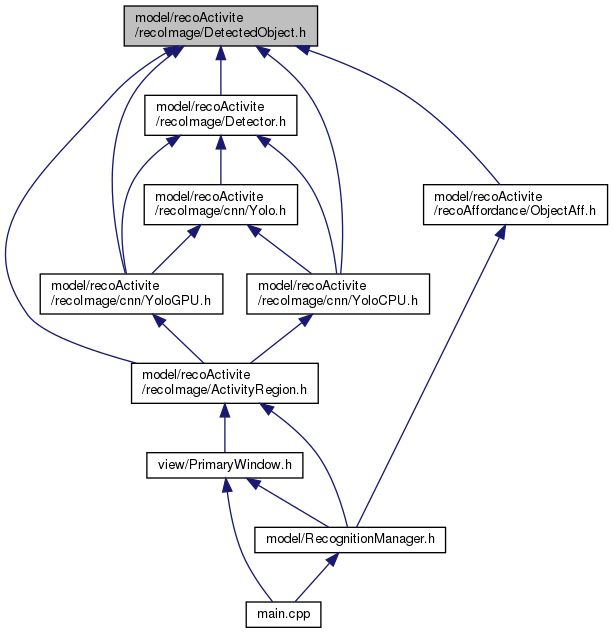 model/recoActivite
/recoImage/DetectedObject.h
model/recoActivite
/recoImage/Detector.h
model/recoActivite
/recoImage/cnn/Yolo.h
model/recoActivite
/recoAffordance/ObjectAff.h
model/recoActivite
/recoImage/cnn/YoloGPU.h
model/recoActivite
/recoImage/cnn/YoloCPU.h
model/recoActivite
/recoImage/ActivityRegion.h
view/PrimaryWindow.h
model/RecognitionManager.h
main.cpp